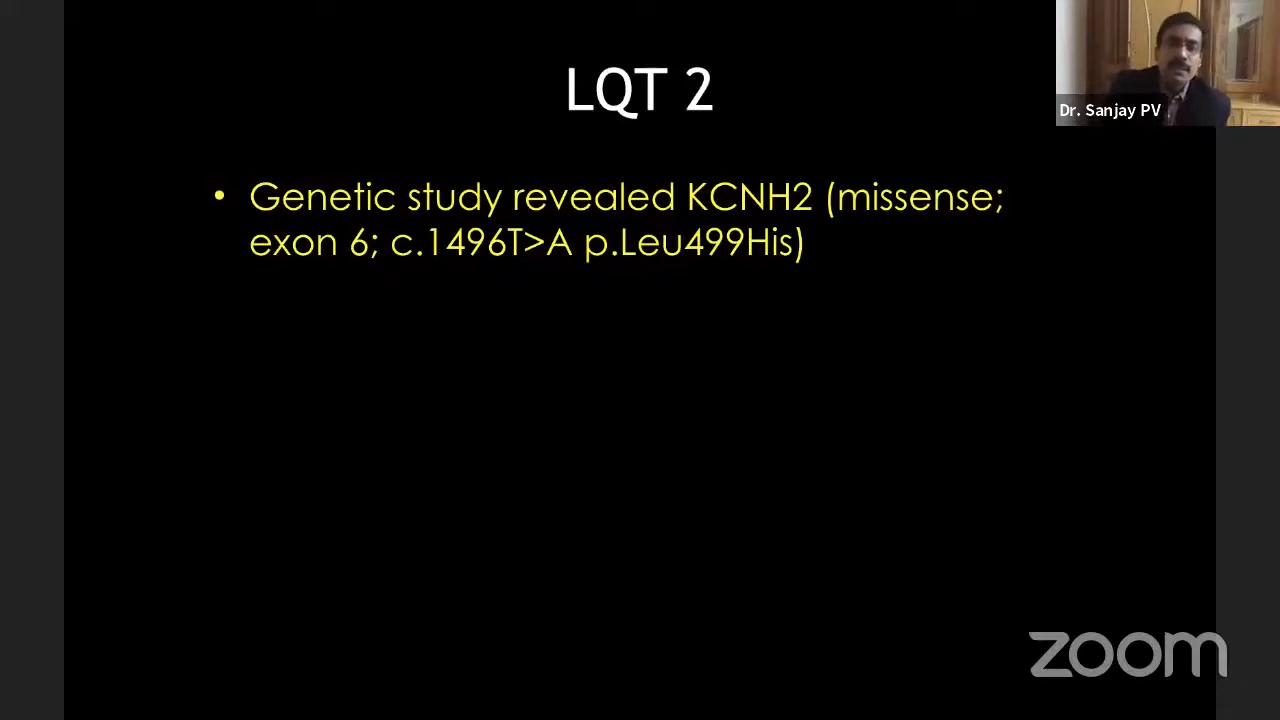 LQT 2
Dr. Sanjay PV
• Genetic study revealed KCNH2 (missense;
exon 6; c.1496T>A p.Leu499His)
zoom